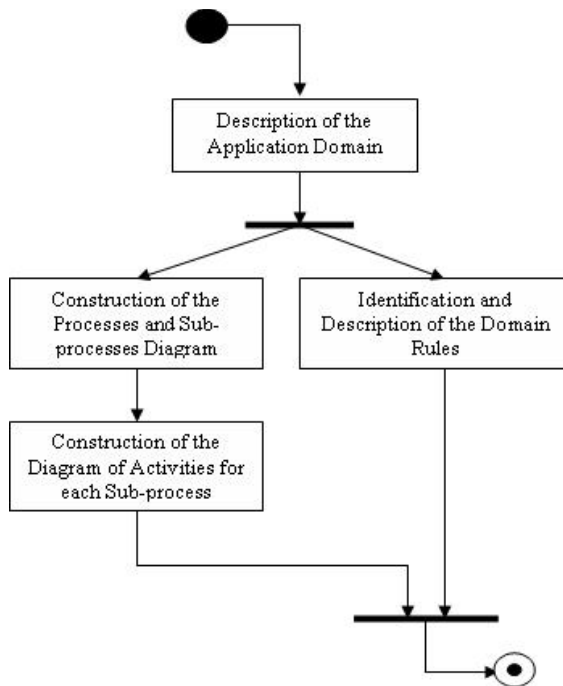 Description of the
Application Domain
Construction of the
Processes and Sub-
processes Diagram
Identification and
Description of the Domain
Rules
Construction of the
Diagram of Activities for
each Sub-process